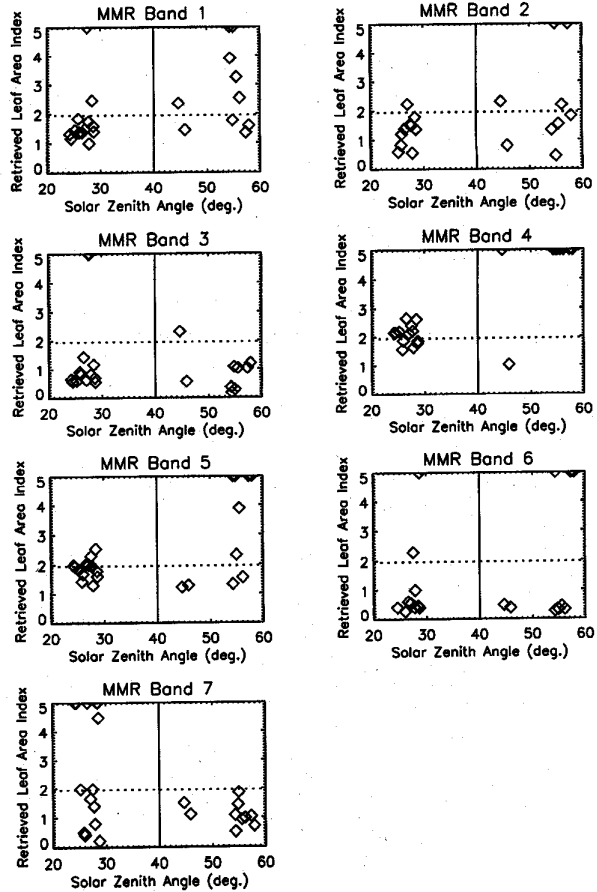 MMR Band 1
Retrieved Leaf Area Index
5
4
3
2
1
0
20 30 40 50 60
Solar Zenith Angle (deg.)
MMR Band 2
Retrieved Leaf Area Index
5
4
3
2
1
0
20 30 40 50 60
Solar Zenith Angle (deg.)
MMR Band 3
Retrieved Leaf Area Index
5
4
3
2
1
0
20 30 40 50 60
Solar Zenith Angle (deg.)
MMR Band 4
Retrieved Leaf Area Index
5
4
3
2
1
0
20 30 40 50 60
Solar Zenith Angle (deg.)
MMR Band 5
Retrieved Leaf Area Index
5
4
3
2
1
0
20 30 40 50 60
Solar Zenith Angle (deg.)
MMR Band 6
Retrieved Leaf Area Index
5
4
3
2
1
0
20 30 40 50 60
Solar Zenith Angle (deg.)
MMR Band 7
Retrieved Leaf Area Index
5
4
3
2
1
0
20 30 40 50 60
Solar Zenith Angle (deg.)